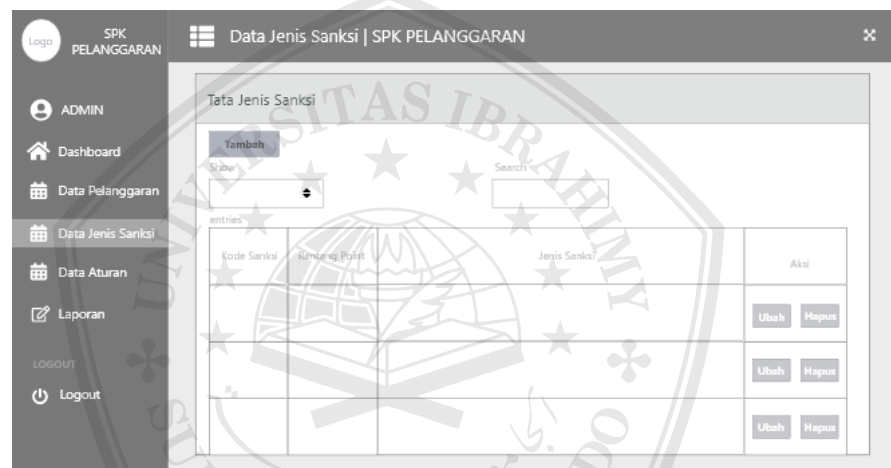 Logo
SPK
PELANGGARAN
Data Jenis Sanksi | SPK PELANGGARAN
ADMIN
Dashboard
Data Pelanggaran
Data Jenis Sanksi
Data Aturan
Laporan
LOGOUT
Logout
Tata Jenis Sanksi
Tambah
Show
Search
entries
Kode Sanksi Rentang Point Jenis Sanksi Aksi
Ubah Hapus
Ubah Hapus
Ubah Hapus
UNIVERSITAS IBRAHIMY